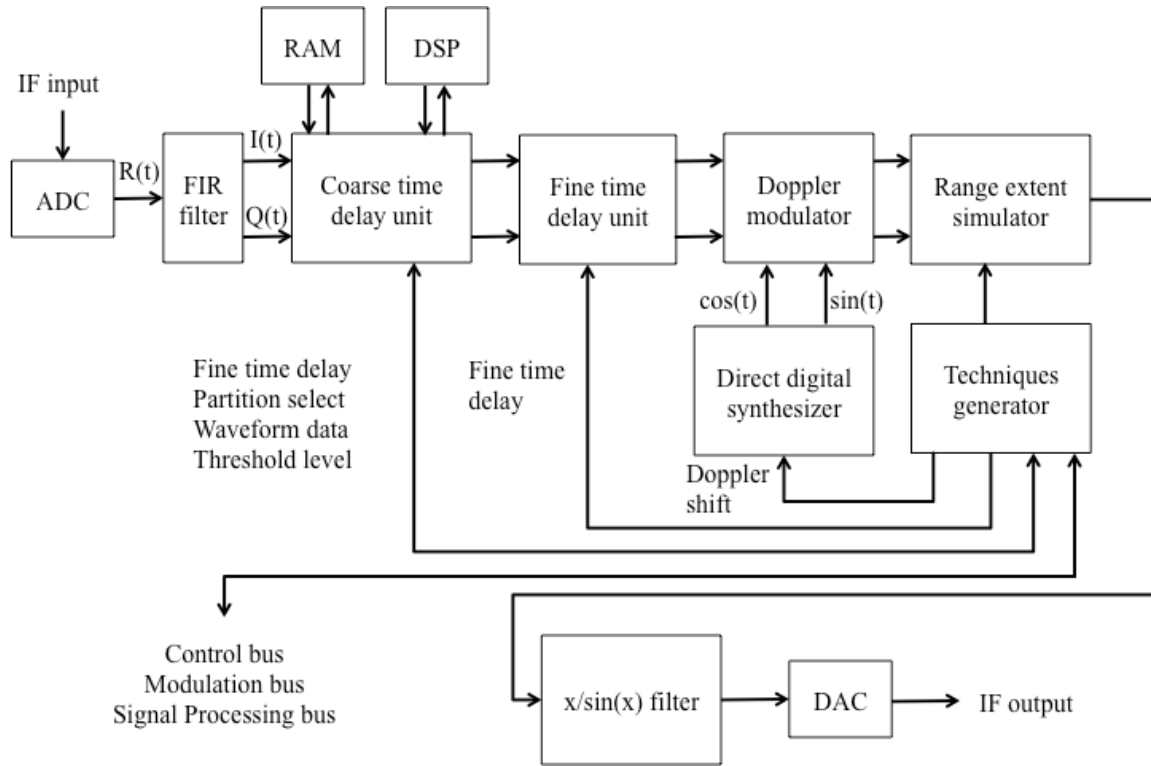 RAM
DSP
IF input
ADC
R(t)
FIR
filter
I(t)
Q(t)
Coarse time
delay unit
Fine time
delay unit
Doppler
modulator
Range extent
simulator
cos(t)
sin(t)
Direct digital
synthesizer
Techniques
generator
Fine time delay
Partition select
Waveform data
Threshold level
Fine time
delay
Doppler
shift
Control bus
Modulation bus
Signal Processing bus
x/sin(x) filter
DAC
IF output